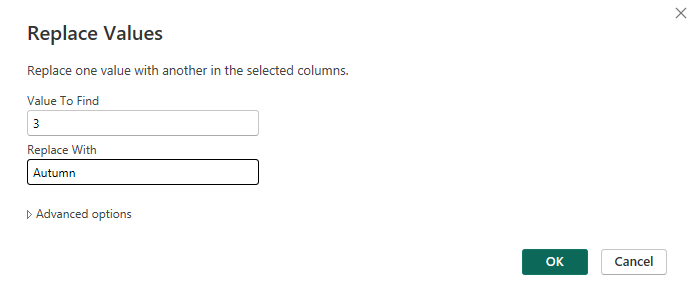 Replace Values
Replace one value with another in the selected columns.
Value To Find
3
Replace With
Autumn
Advanced options
OK Cancel